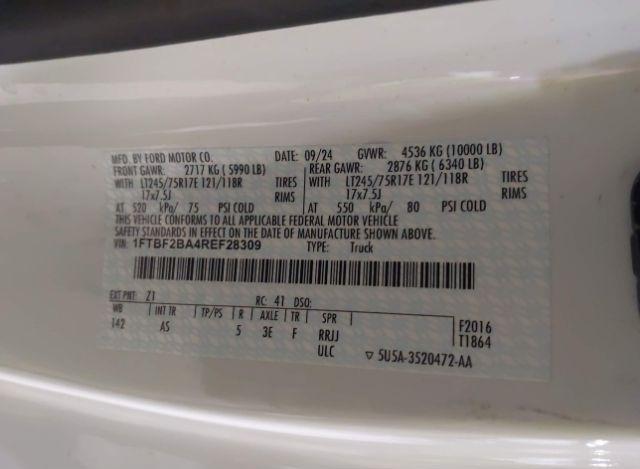 MFD. BY FORD MOTOR CO. DATE: 09/24 GVWR: 4536 KG (10000 LB)
FRONT GAWR: 2717 KG (5990 LB) REAR GAWR: 2876 KG (6340 LB)
WITH LT245/75R17E 121/118R TIRES WITH LT245/75R17E 121/118R TIRES
17x7.5J RIMS 17x7.5J RIMS
AT 520 kPa/ 75 PSI COLD AT 550 kPa/ 80 PSI COLD
THIS VEHICLE CONFORMS TO ALL APPLICABLE FEDERAL MOTOR VEHICLE
SAFETY STANDARDS IN EFFECT ON THE DATE OF MANUFACTURE SHOWN ABOVE.
VIN: 1FTBF2BA4REF28309 TYPE: Truck
EXT PNT: Z1 RC: 41 DSO:
WB INT TR TP/PS R AXLE TR SPR
142 AS 5 3E F RRJJ
ULC
F2016
T1864
▽ 5U5A-3520472-AA